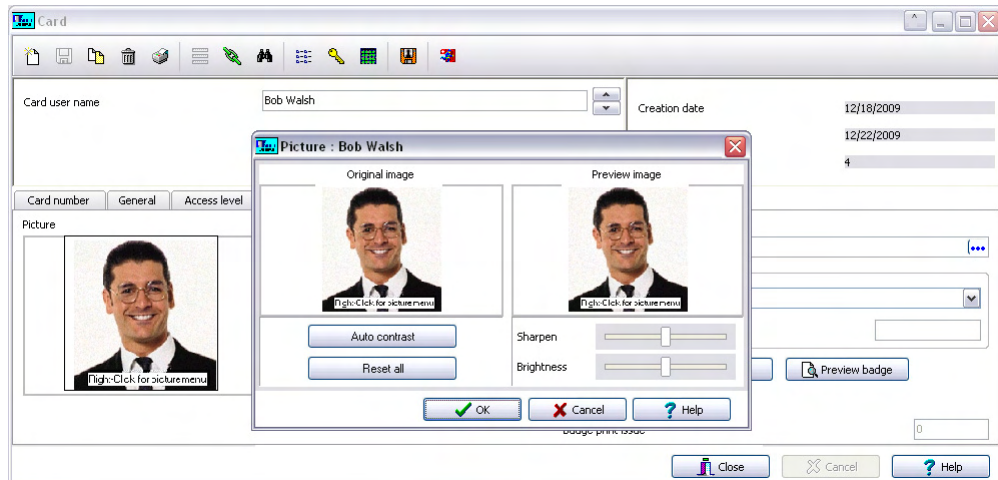 Card
Card user name
Bob Walsh
Creation date
12/18/2009
12/22/2009
4
Card number
General
Access level
Picture
Right-Click for picture menu
Picture : Bob Walsh
Original image
Preview image
Right-Click for picture menu
Right-Click for picture menu
Auto contrast
Sharpen
Reset all
Brightness
OK
Cancel
Help
Preview badge
Badge print issue
0
Close
Cancel
Help